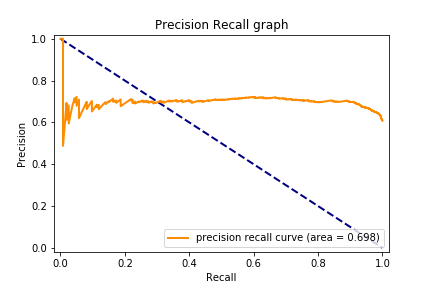 Precision Recall graph
1.0
0.8
0.6
0.4
0.2
0.0
Precision
precision recall curve (area = 0.698)
0.0 0.2 0.4 0.6 0.8 1.0
Recall